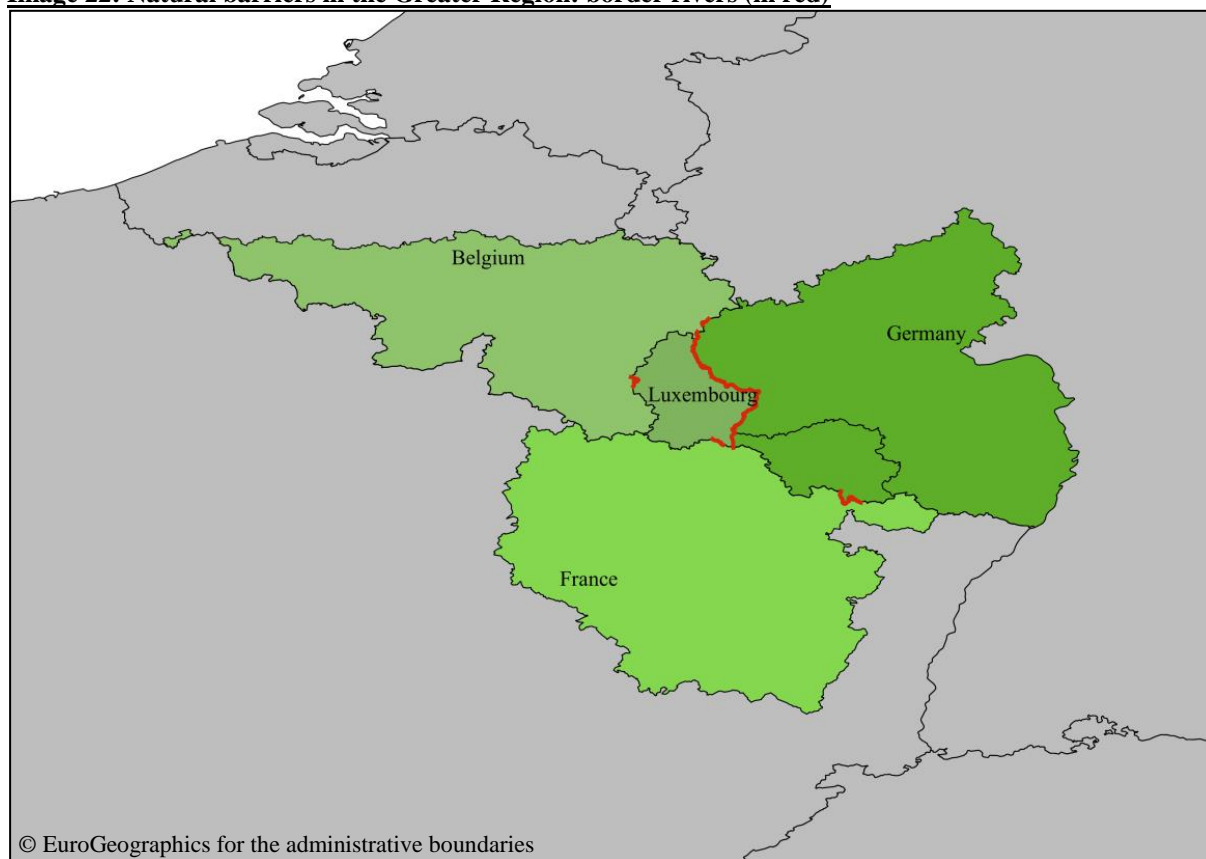 Image 22: Natural barriers in the Greater Region: border rivers (in red)
Belgium
Germany
Luxembourg
France
© EuroGeographics for the administrative boundaries